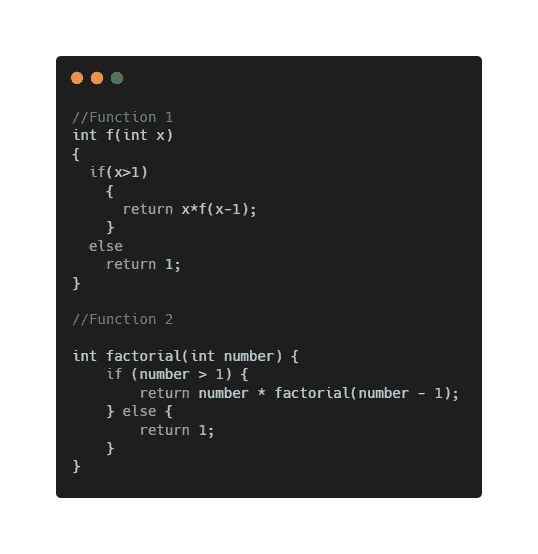 //Function 1
int f(int x)
{
  if(x>1)
    {
      return x*f(x-1);
    }
  else
    return 1;
}

//Function 2

int factorial(int number) {
    if (number > 1) {
        return number * factorial(number - 1);
    } else {
        return 1;
    }
}